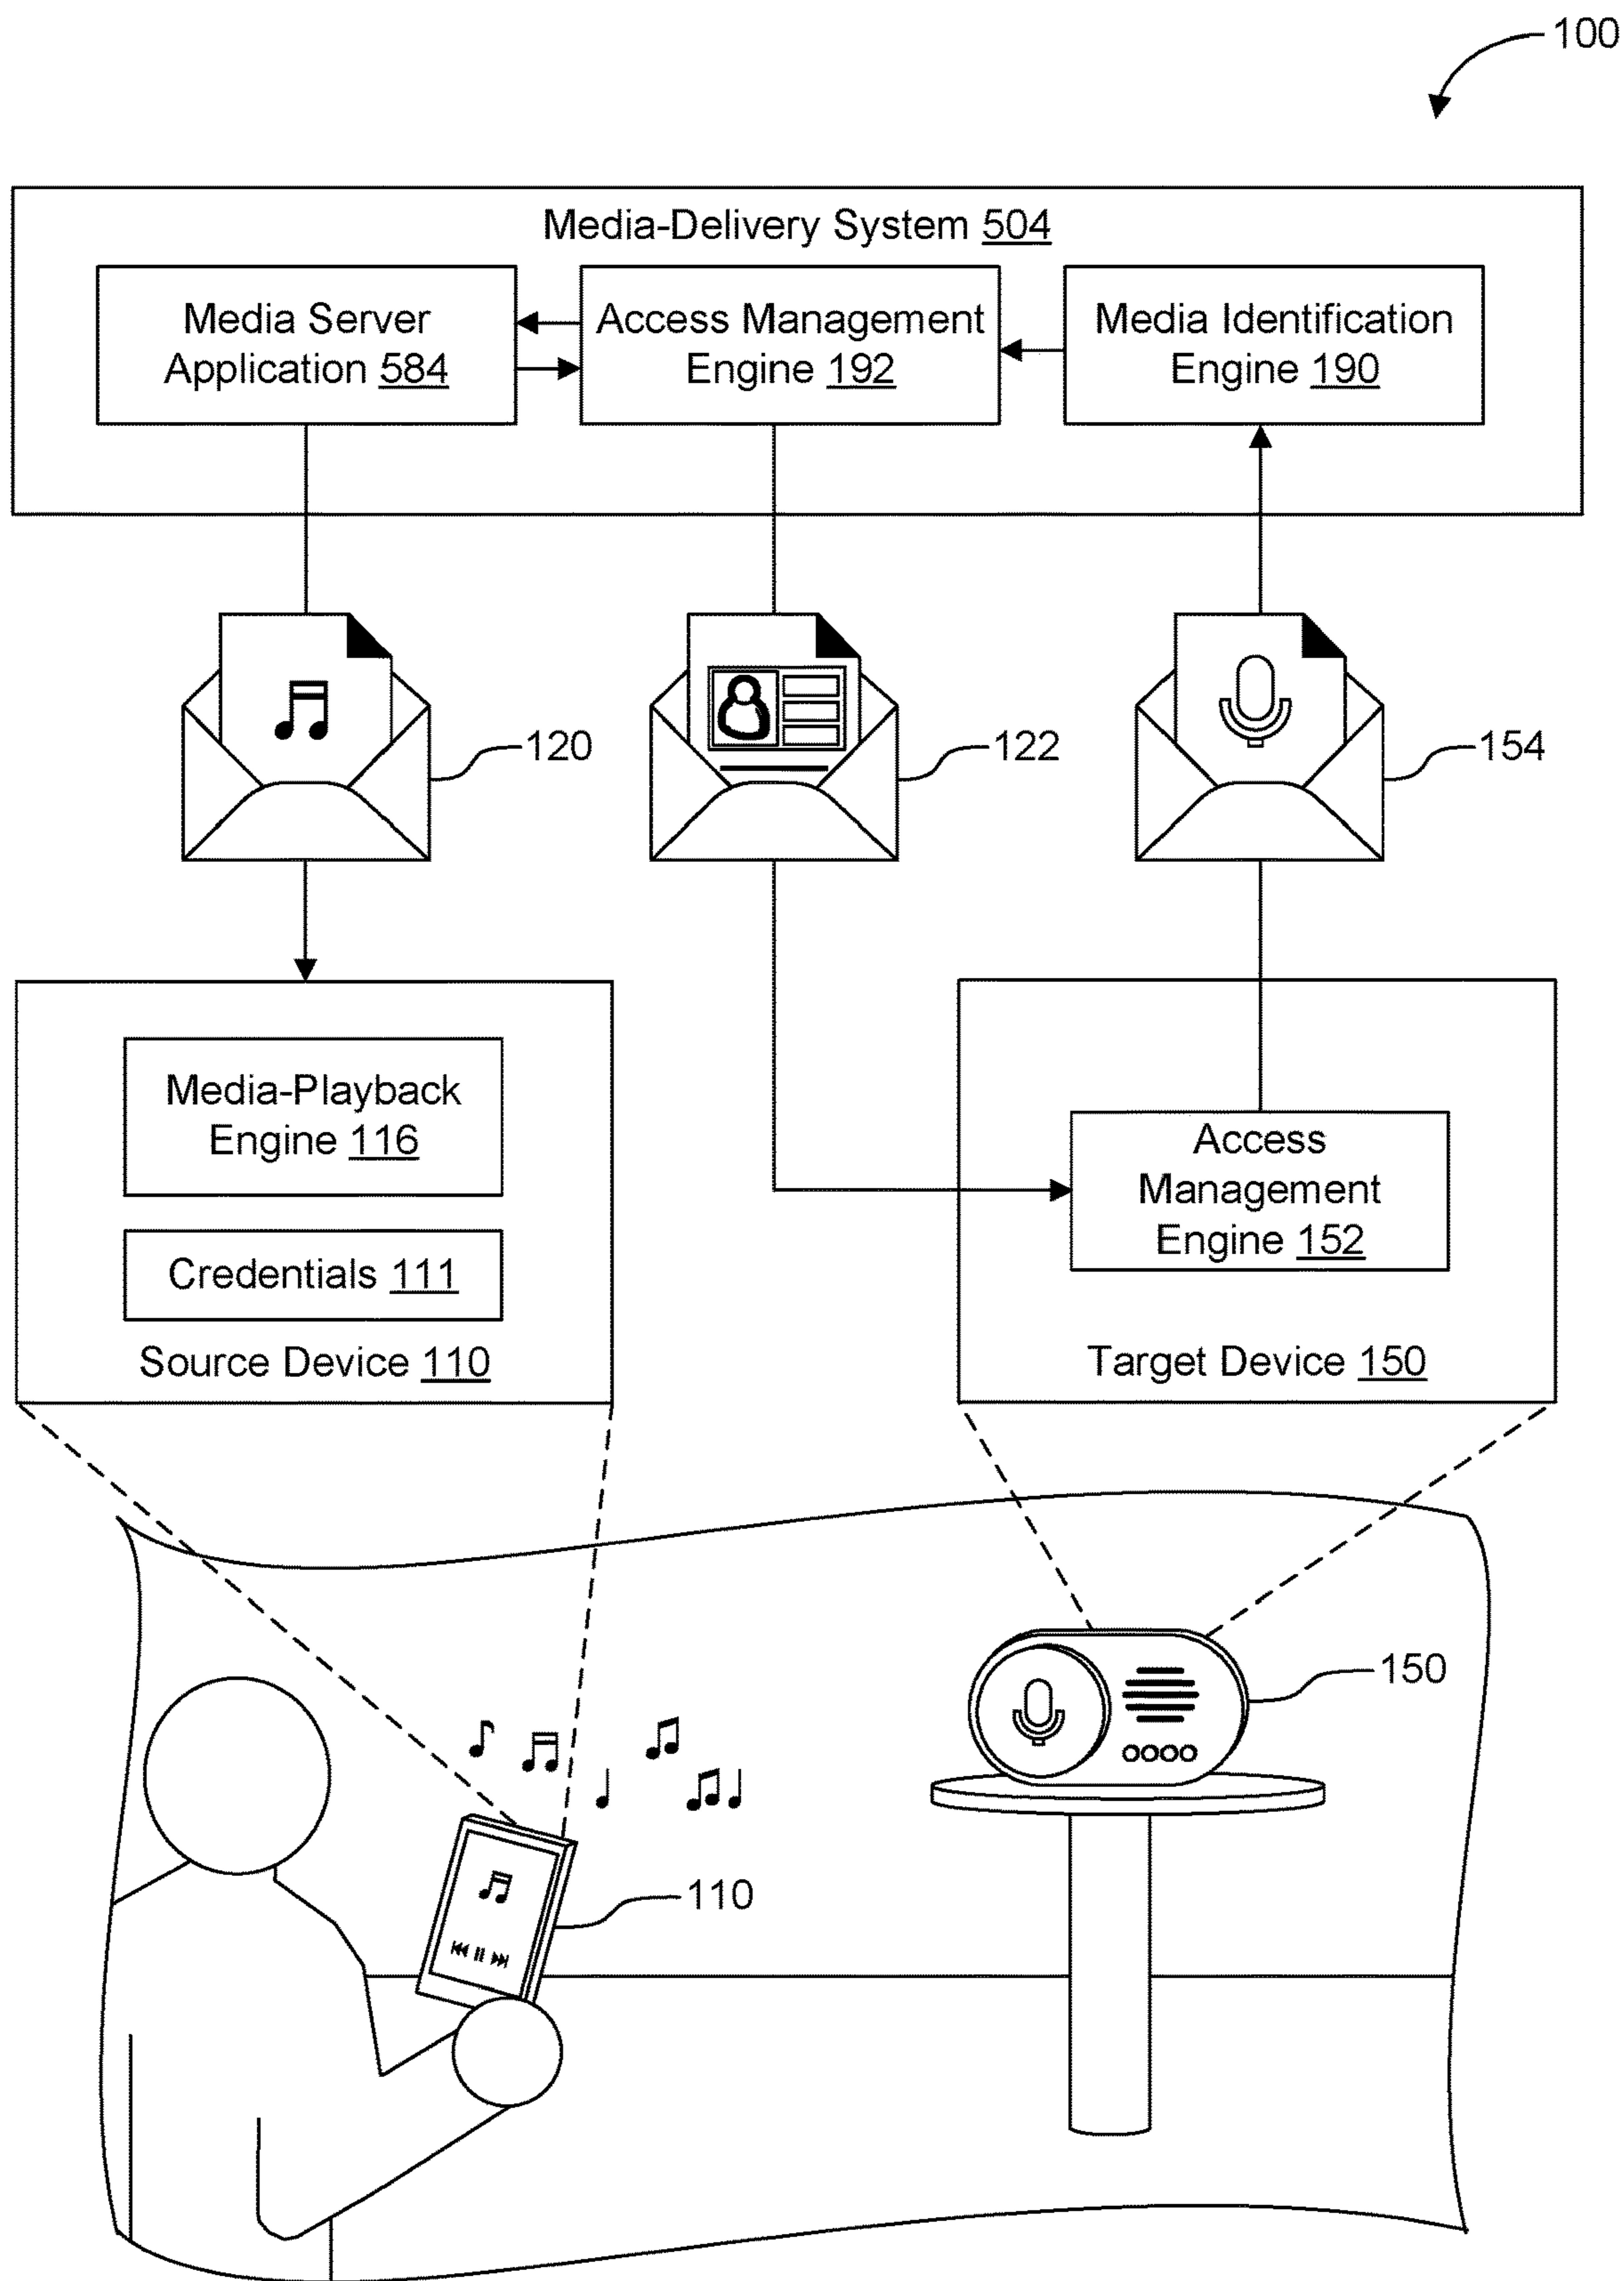 100
Media-Delivery System 504
Media Server
Application 584
Access Management
Engine 192
Media Identification
Engine 190
120
122
154
Media-Playback
Engine 116
Credentials 111
Source Device 110
Access
Management
Engine 152
Target Device 150
150
110